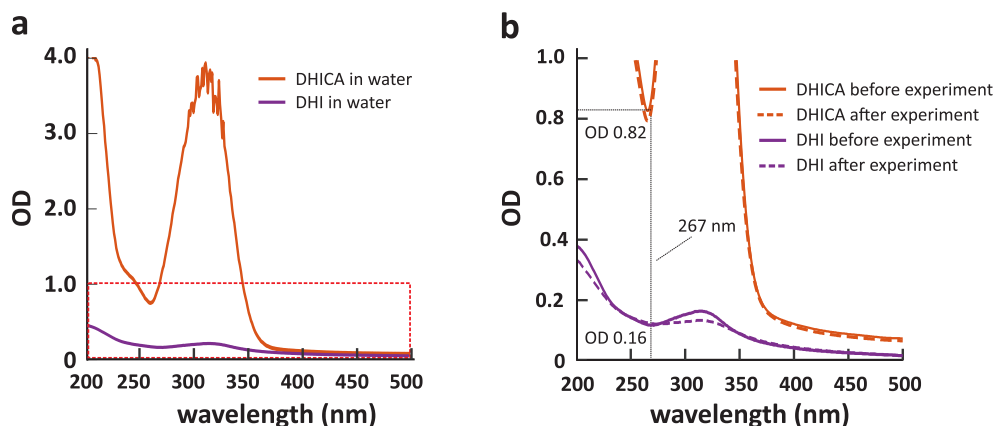 a
OD
4.0
3.0
2.0
1.0
0
200
250
300
350
400
450
500
wavelength (nm)
DHICA in water
DHI in water
b
OD
1.0
0.8
0.6
0.4
0.2
0
200
250
300
350
400
450
500
wavelength (nm)
OD 0.82
267 nm
OD 0.16
DHICA before experiment
DHICA after experiment
DHI before experiment
DHI after experiment